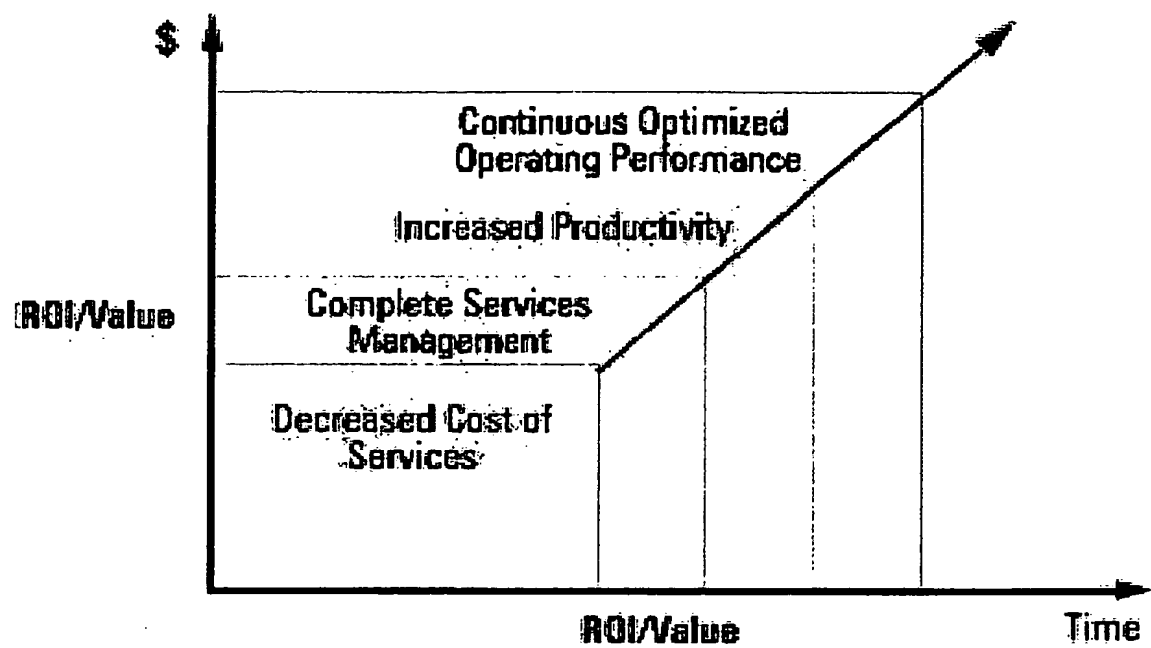 $
Continuous Optimized
Operating Performance
Increased Productivity
Complete Services
Management
ROI/Value
Decreased Cost of
Services
ROI/Value
Time